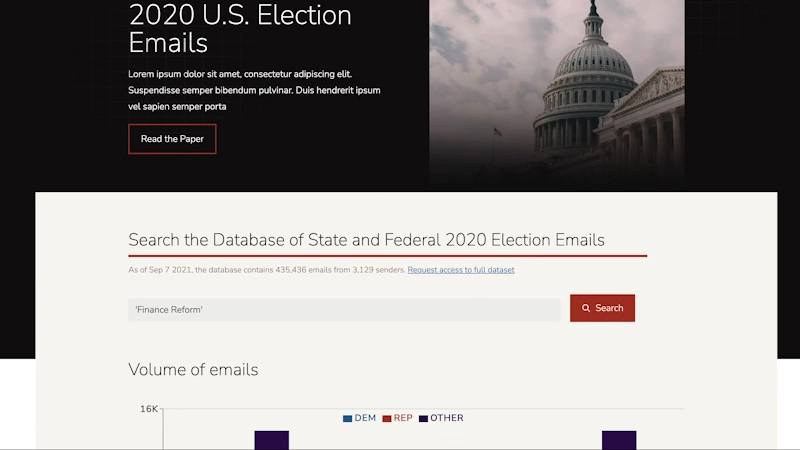 2020 U.S. Election
Emails
Lorem ipsum dolor sit amet, consectetur adipiscing elit.
Suspendisse semper bibendum pulvinar. Duis hendrerit ipsum
vel sapien semper porta
Read the Paper
Search the Database of State and Federal 2020 Election Emails
As of Sep 7 2021, the database contains 435,436 emails from 3,129 senders. Request access to full dataset
'Finance Reform'
Search
Volume of emails
16K
DEM REP OTHER